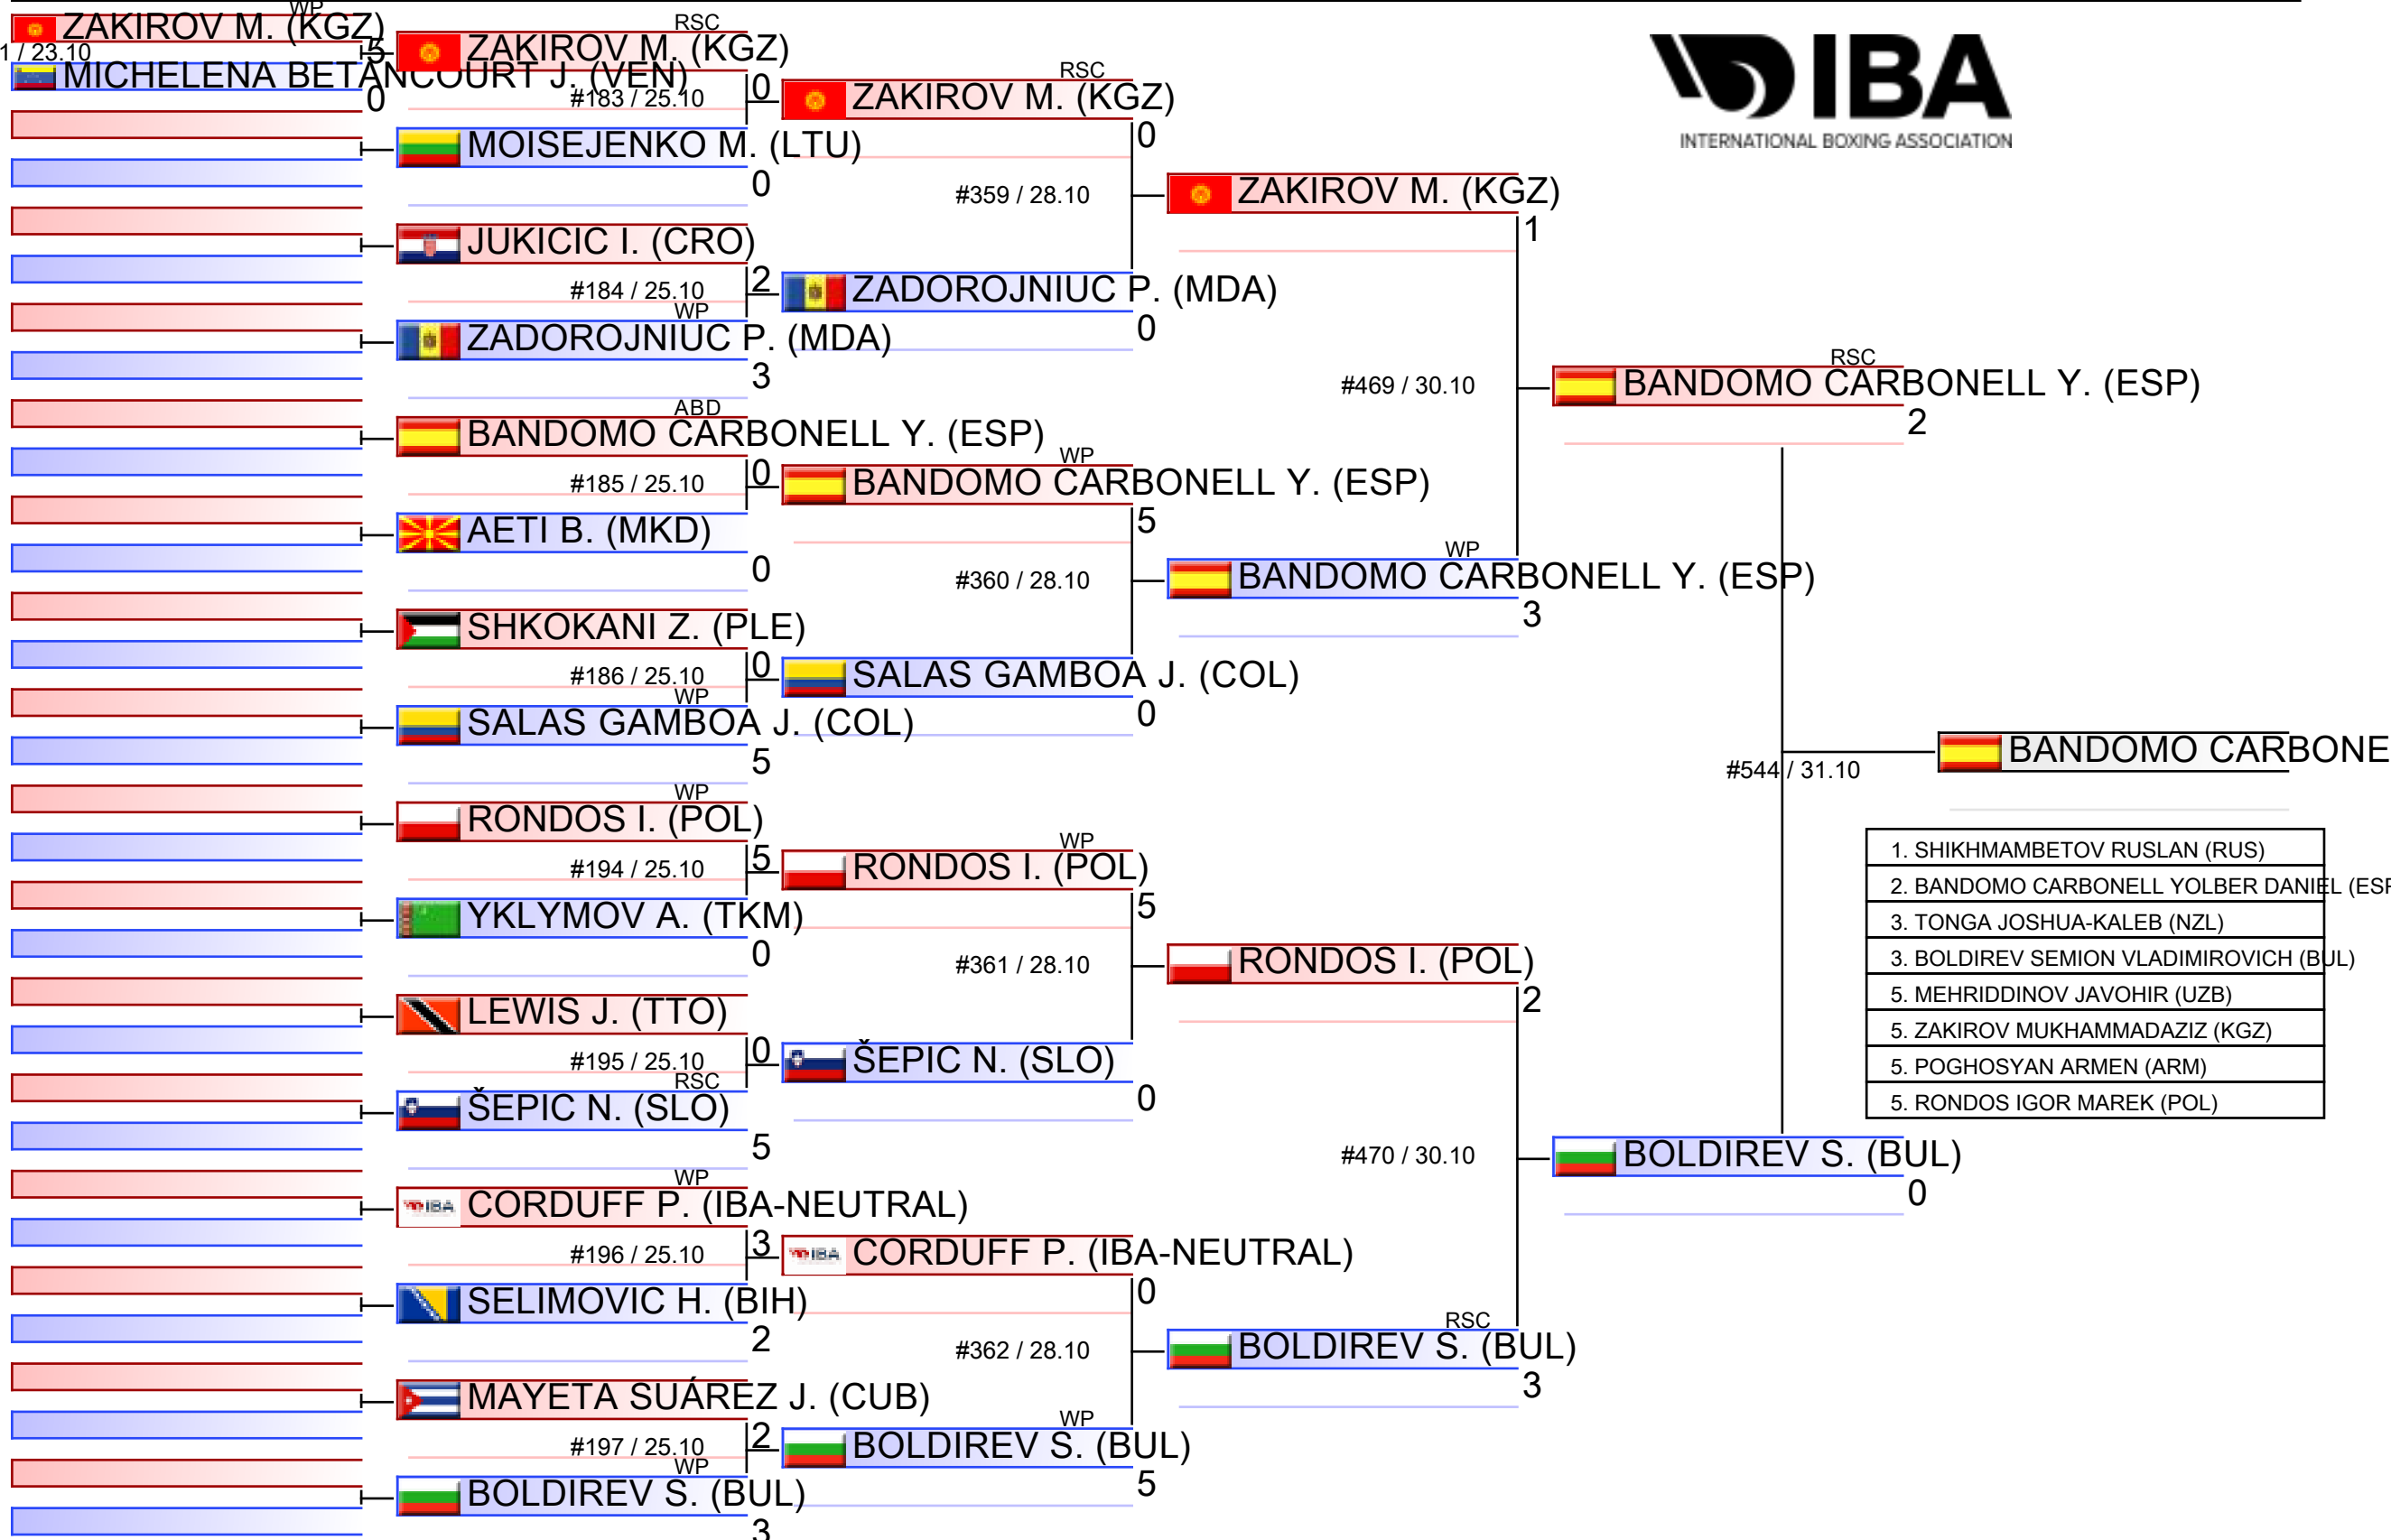 WP
ZAKIROV M. (KGZ)
5
1 / 23.10
MICHELENA BETANCOURT J. (VEN)
0
RSC
ZAKIROV M. (KGZ)
0
#183 / 25.10
MOISEJENKO M. (LTU)
0
JUKICIC I. (CRO)
2
#184 / 25.10
WP
ZADOROJNIUC P. (MDA)
3
ABD
BANDOMO CARBONELL Y. (ESP)
0
#185 / 25.10
AETI B. (MKD)
0
SHKOKANI Z. (PLE)
0
#186 / 25.10
WP
SALAS GAMBOA J. (COL)
5
WP
RONDOS I. (POL)
5
#194 / 25.10
YKLYMOV A. (TKM)
0
LEWIS J. (TTO)
0
#195 / 25.10
RSC
ŠEPIC N. (SLO)
5
WP
CORDUFF P. (IBA-NEUTRAL)
3
#196 / 25.10
SELIMOVIC H. (BIH)
2
MAYETA SUÁREZ J. (CUB)
2
#197 / 25.10
WP
BOLDIREV S. (BUL)
3
RSC
ZAKIROV M. (KGZ)
0
#359 / 28.10
ZADOROJNIUC P. (MDA)
0
WP
BANDOMO CARBONELL Y. (ESP)
5
#360 / 28.10
SALAS GAMBOA J. (COL)
0
WP
RONDOS I. (POL)
5
#361 / 28.10
ŠEPIC N. (SLO)
0
IBA
CORDUFF P. (IBA-NEUTRAL)
0
#362 / 28.10
WP
BOLDIREV S. (BUL)
5
ZAKIROV M. (KGZ)
1
#469 / 30.10
WP
BANDOMO CARBONELL Y. (ESP)
3
RONDOS I. (POL)
2
#470 / 30.10
RSC
BOLDIREV S. (BUL)
3
RSC
BANDOMO CARBONELL Y. (ESP)
2
#544 / 31.10
BOLDIREV S. (BUL)
0
BANDOMO CARBONE
IBA
INTERNATIONAL BOXING ASSOCIATION
1. SHIKHMAMBETOV RUSLAN (RUS)
2. BANDOMO CARBONELL YOLBER DANIEL (ESP
3. TONGA JOSHUA-KALEB (NZL)
3. BOLDIREV SEMION VLADIMIROVICH (BUL)
5. MEHRIDDINOV JAVOHIR (UZB)
5. ZAKIROV MUKHAMMADAZIZ (KGZ)
5. POGHOSYAN ARMEN (ARM)
5. RONDOS IGOR MAREK (POL)